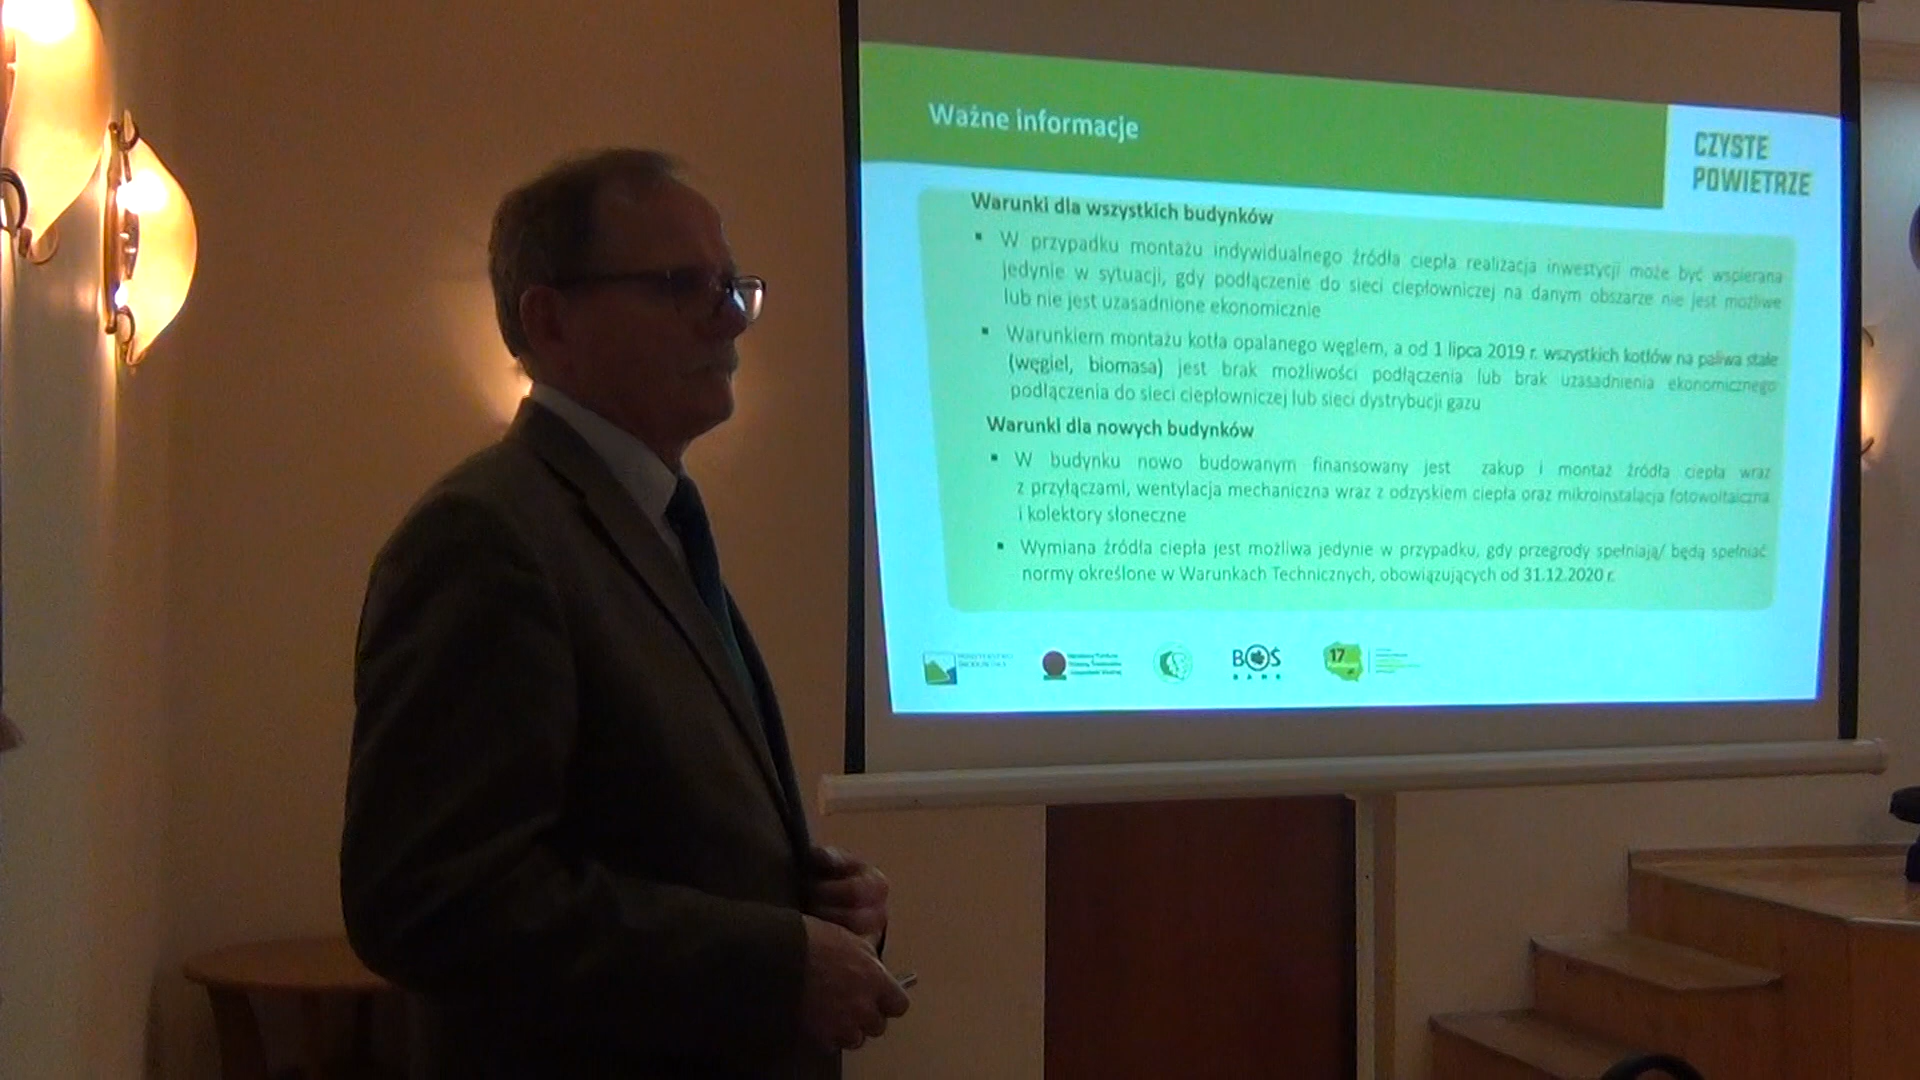 Ważne informacje
CZYSTE
POWIETRZE
Warunki dla wszystkich budynków
▪ W przypadku montażu indywidualnego źródła ciepła realizacja inwestycji może być wspierana
jedynie w sytuacji, gdy podłączenie do sieci ciepłowniczej na danym obszarze nie jest możliwe
lub nie jest uzasadnione ekonomicznie
▪ Warunkiem montażu kotła opalanego węglem, a od 1 lipca 2019 r. wszystkich kotłów na paliwa stałe
(węgiel, biomasa) jest brak możliwości podłączenia lub brak uzasadnienia ekonomicznego
podłączenia do sieci ciepłowniczej lub sieci dystrybucji gazu
Warunki dla nowych budynków
▪ W budynku nowo budowanym finansowany jest zakup i montaż źródła ciepła wraz
z przyłączami, wentylacja mechaniczna wraz z odzyskiem ciepła oraz mikroinstalacja fotowoltaiczna
i kolektory słoneczne
▪ Wymiana źródła ciepła jest możliwa jedynie w przypadku, gdy przegrody spełniają/ będą spełniać
normy określone w Warunkach Technicznych, obowiązujących od 31.12.2020 r.
BOŚ
BANK
17